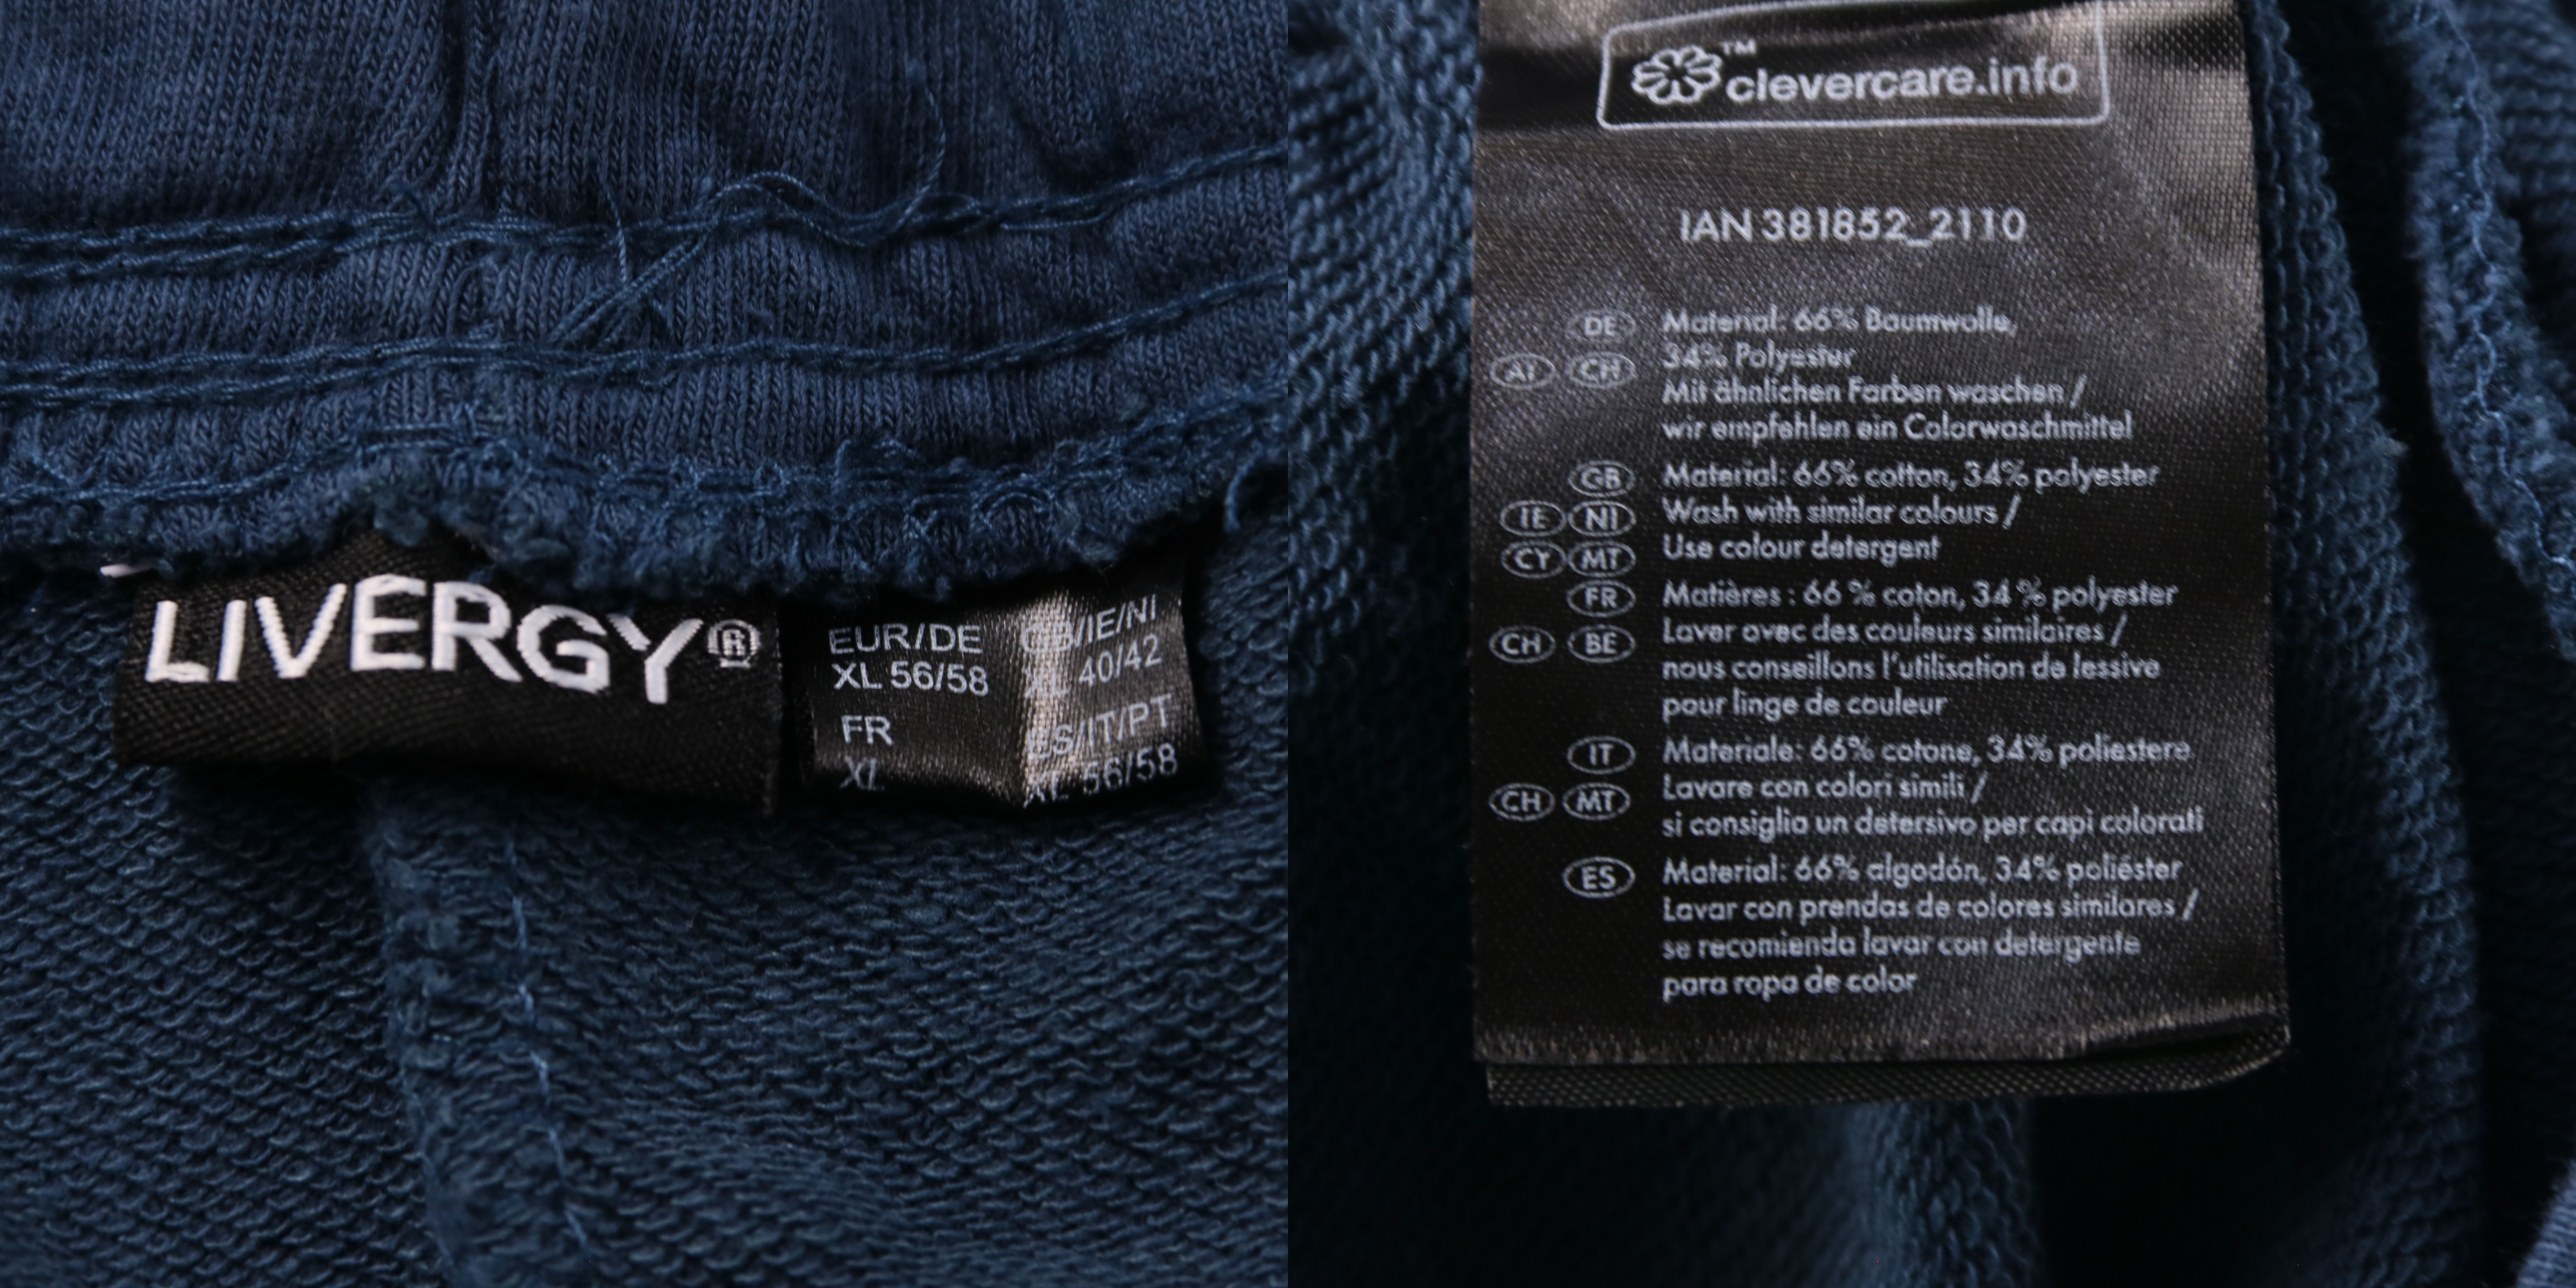 LIVERGY®
EUR/DE
XL 56/58
FR
XL
GB/IE/NI
XL 40/42
ES/IT/PT
XL 56/58
™
clevercare.info
IAN 381852_2110
DE
AT CH
Material: 66% Baumwolle,
34% Polyester
Mit ähnlichen Farben waschen /
wir empfehlen ein Colorwaschmittel
GB
IE NI
CY MT
Material: 66% cotton, 34% polyester
Wash with similar colours /
Use colour detergent
FR
CH BE
Matières : 66 % coton, 34 % polyester
Laver avec des couleurs similaires /
nous conseillons l'utilisation de lessive
pour linge de couleur
IT
CH MT
Materiale: 66% cotone, 34% poliestere
Lavare con colori simili /
si consiglia un detersivo per capi colorati
ES
Material: 66% algodón, 34% poliéster
Lavar con prendas de colores similares /
se recomienda lavar con detergente
para ropa de color